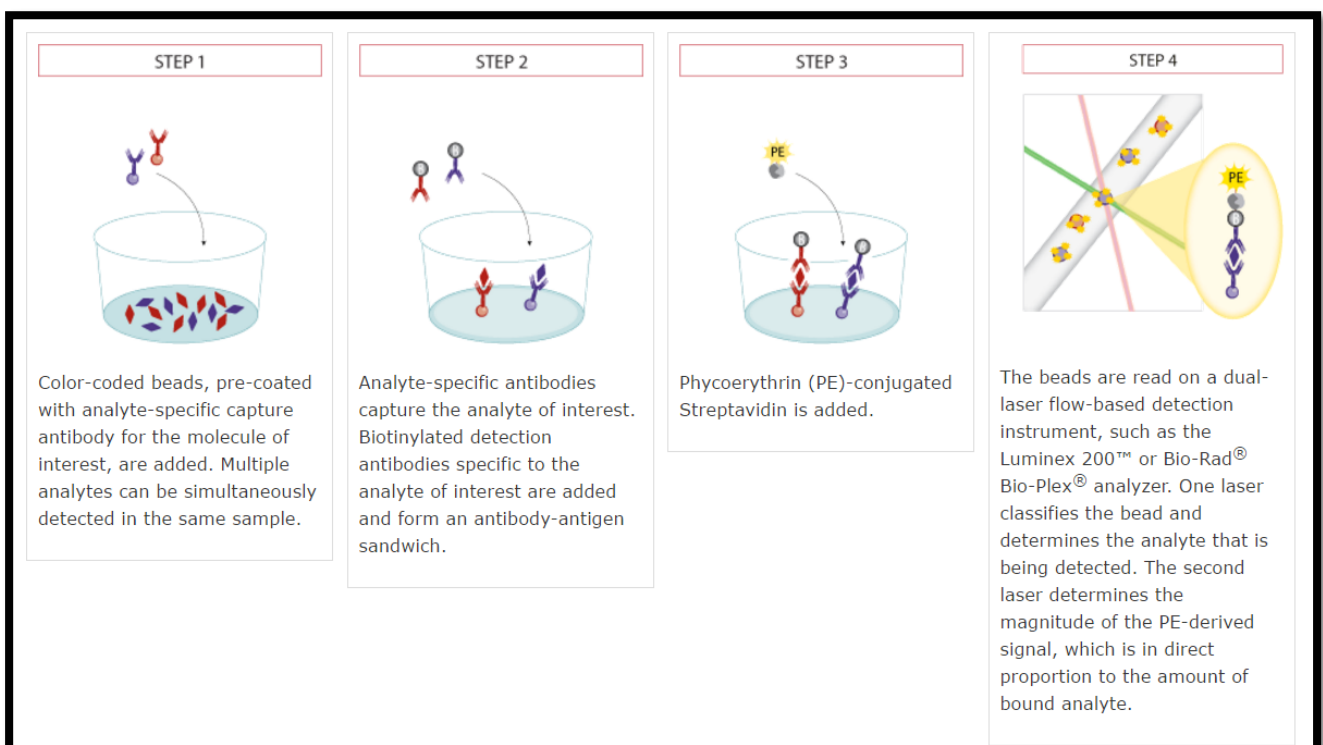 STEP 1
Color-coded beads, pre-coated
with analyte-specific capture
antibody for the molecule of
interest, are added. Multiple
analytes can be simultaneously
detected in the same sample.
STEP 2
B
B
Analyte-specific antibodies
capture the analyte of interest.
Biotinylated detection
antibodies specific to the
analyte of interest are added
and form an antibody-antigen
sandwich.
STEP 3
PE
B
B
Phycoerythrin (PE)-conjugated
Streptavidin is added.
STEP 4
PE
B
The beads are read on a dual-
laser flow-based detection
instrument, such as the
Luminex 200™ or Bio-Rad®
Bio-Plex® analyzer. One laser
classifies the bead and
determines the analyte that is
being detected. The second
laser determines the
magnitude of the PE-derived
signal, which is in direct
proportion to the amount of
bound analyte.